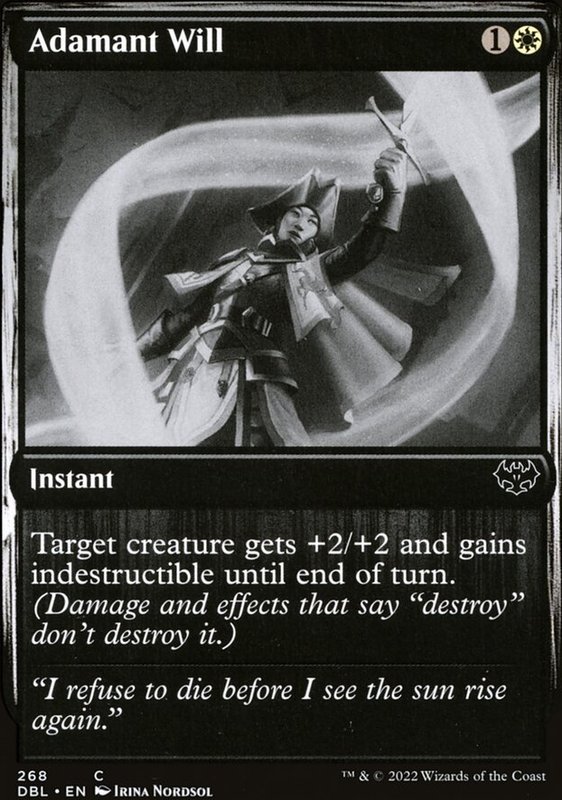 Adamant Will 1
Instant
Target creature gets +2/+2 and gains
indestructible until end of turn.
(Damage and effects that say “destroy”
don’t destroy it.)
“I refuse to die before I see the sun rise
again.”
268 C
DBL • EN Irina Nordsol
™ & © 2022 Wizards of the Coast